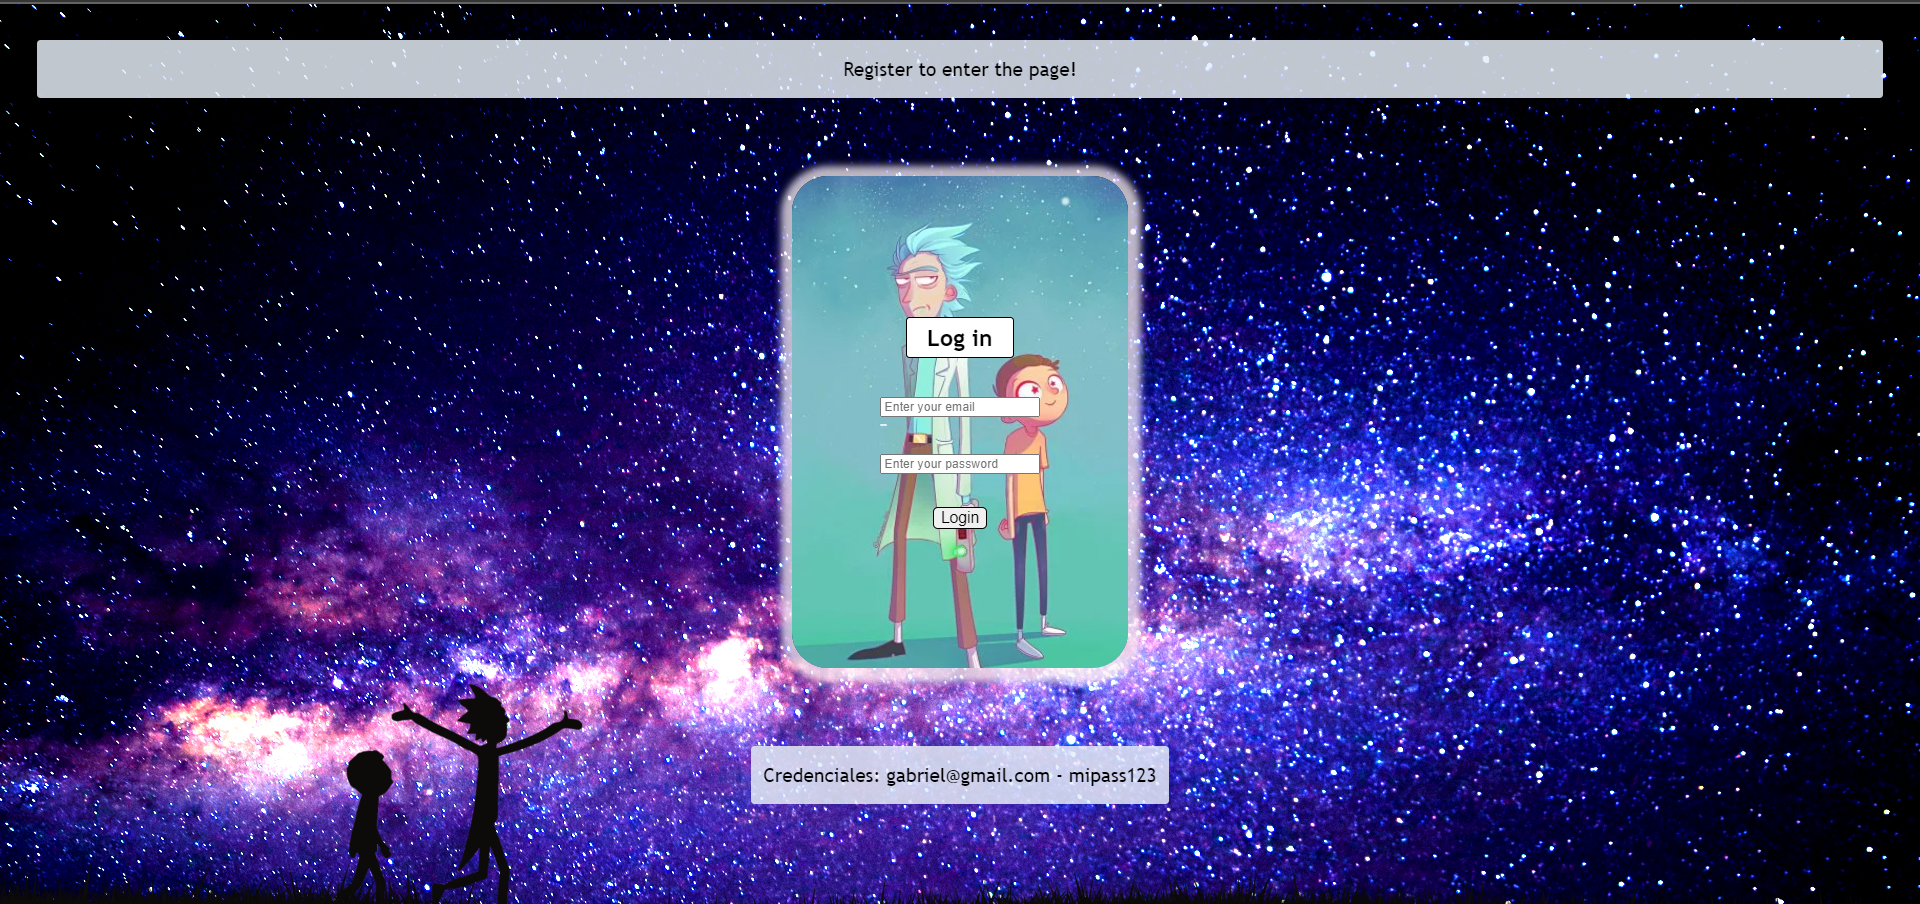 Register to enter the page!
Log in
Enter your email
Enter your password
Login
Credenciales: gabriel@gmail.com - mipass123